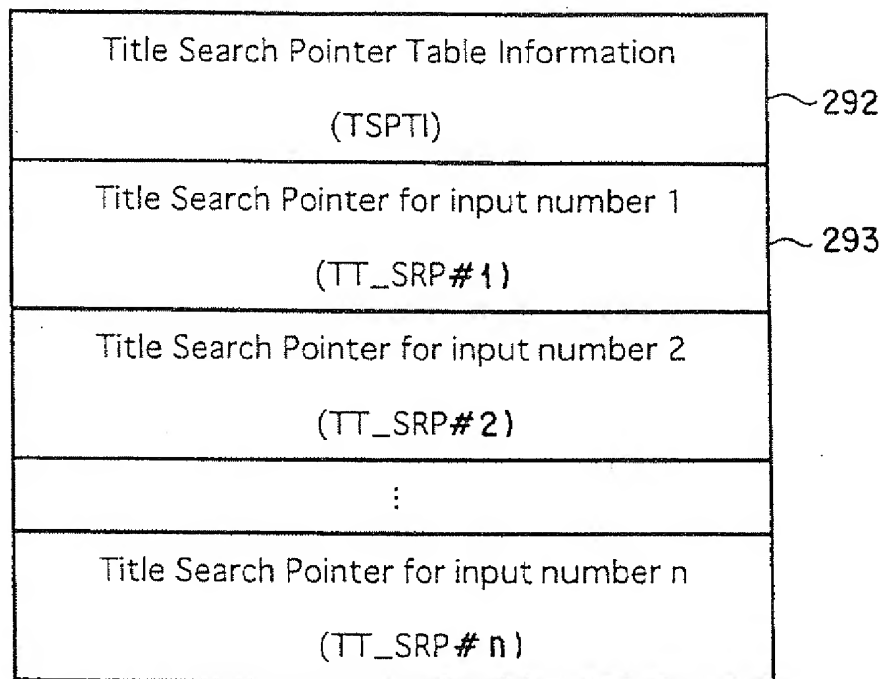 Title Search Pointer Table Information
(TSPTI)
292
Title Search Pointer for input number 1
(TT_SRP#1)
293
Title Search Pointer for input number 2
(TT_SRP#2)
⋮
Title Search Pointer for input number n
(TT_SRP#n)